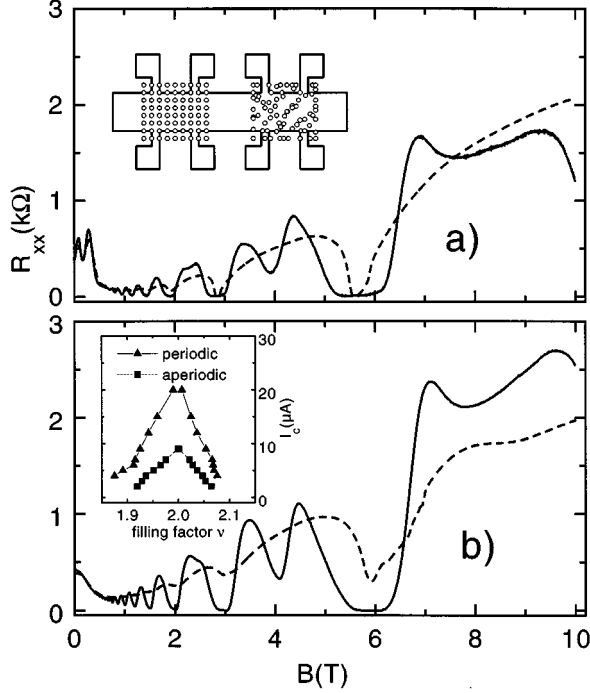 3
2
1
0
R_xx(kΩ)
a)
3
2
1
0
periodic
aperiodic
30
20
10
0
I_c(μA)
1.9 2.0 2.1
filling factor ν
b)
0 2 4 6 8 10
B(T)